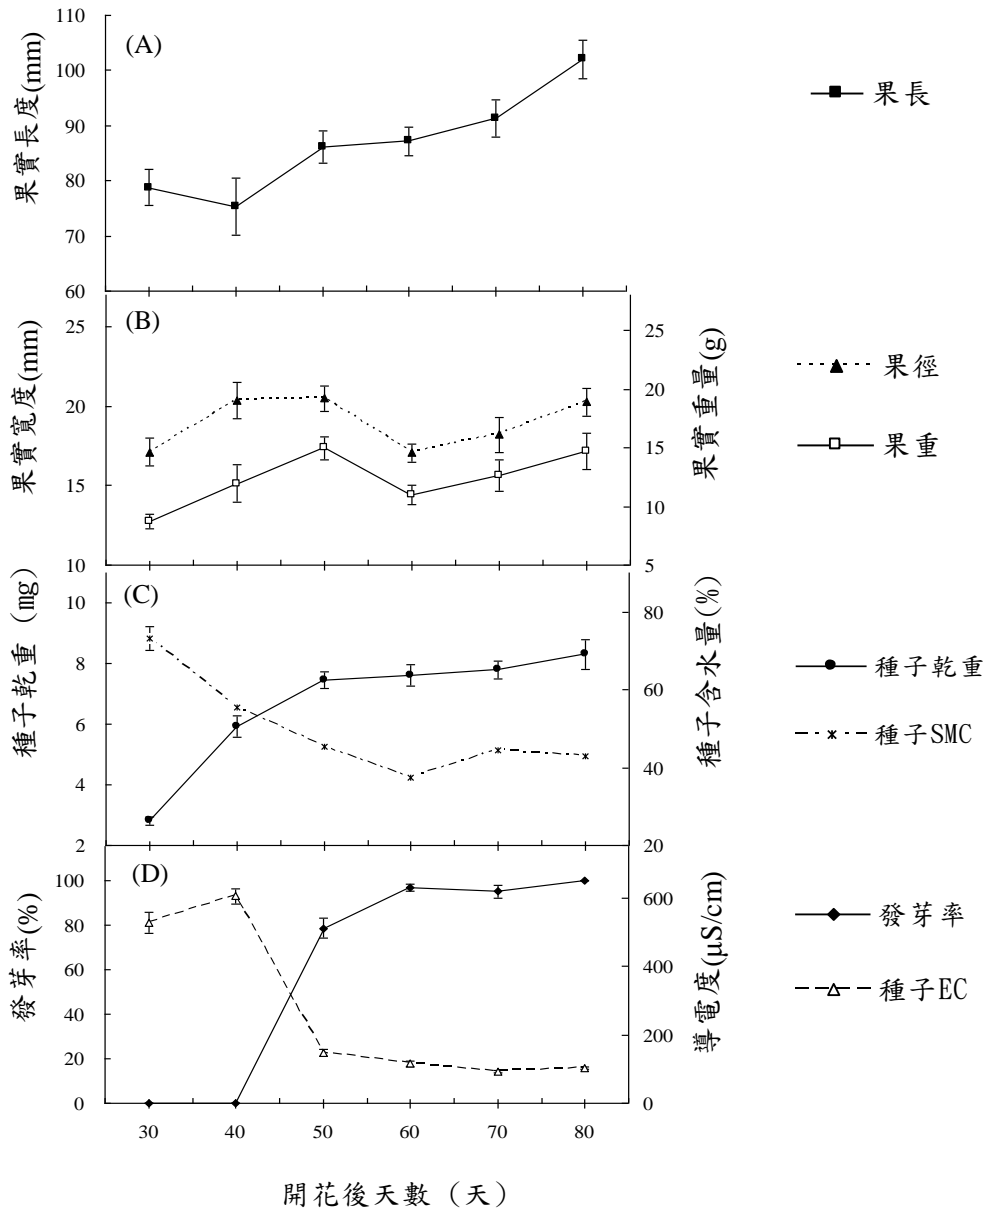 (A)
果實長度(mm)
110
100
90
80
70
60
果長
(B)
果實寬度(mm)
25
20
15
10
果實重量(g)
25
20
15
10
5
果徑
果重
(C)
種子乾重 (mg)
10
8
6
4
2
種子含水量(%)
80
60
40
20
種子乾重
種子SMC
(D)
發芽率(%)
100
80
60
40
20
0
導電度(µS/cm)
600
400
200
0
發芽率
種子EC
30 40 50 60 70 80
開花後天數（天）